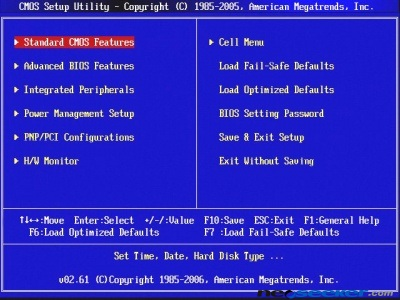 CMOS Setup Utility - Copyright (C) 1985-2005, American Megatrends, Inc.
Standard CMOS Features
Advanced BIOS Features
Integrated Peripherals
Power Management Setup
PNP/PCI Configurations
H/W Monitor
Cell Menu
Load Fail-Safe Defaults
Load Optimized Defaults
BIOS Setting Password
Save & Exit Setup
Exit Without Saving
↑↓←→:Move Enter:Select +/-/:Value F10:Save ESC:Exit F1:General Help
F6:Load Optimized Defaults F7 :Load Fail-Safe Defaults
Set Time, Date, Hard Disk Type ...
v02.61 (C)Copyright 1985-2006, American Megatrends, Inc.